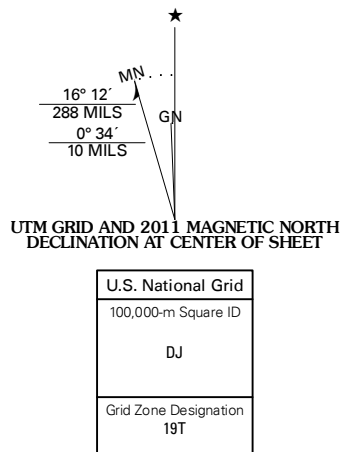 ★
MN
16° 12´
288 MILS
GN
0° 34´
10 MILS
UTM GRID AND 2011 MAGNETIC NORTH
DECLINATION AT CENTER OF SHEET
U.S. National Grid
100,000-m Square ID
DJ
Grid Zone Designation
19T